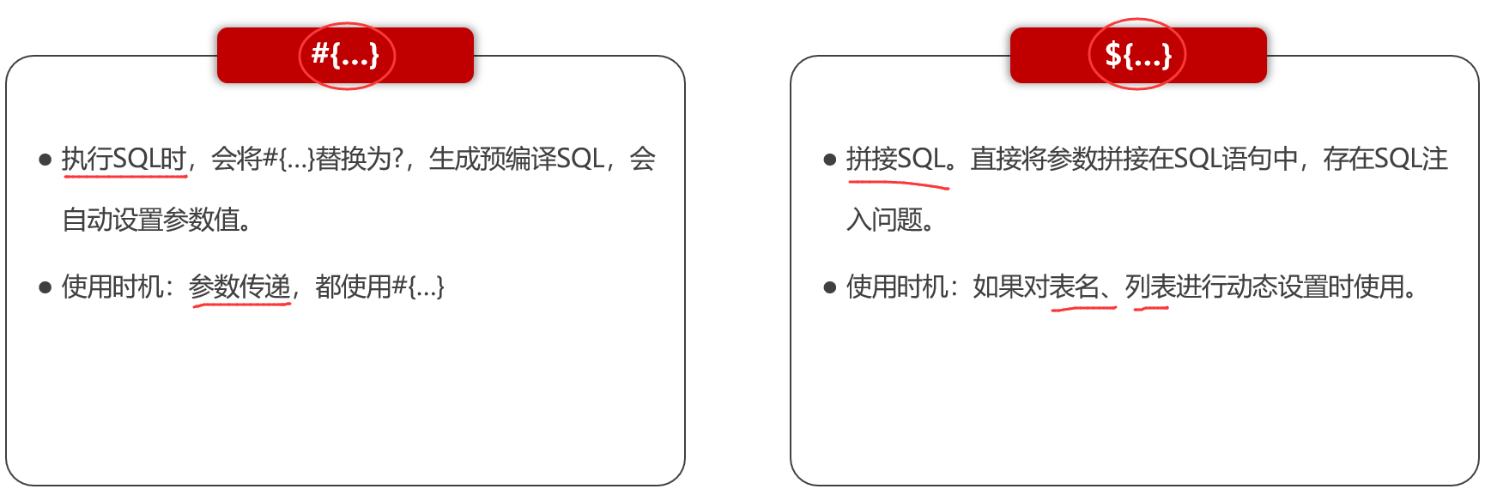 #{...}
● 执行SQL时，会将#{...}替换为?，生成预编译SQL，会
自动设置参数值。
● 使用时机：参数传递，都使用#{...}
\${...}
● 拼接SQL。直接将参数拼接在SQL语句中，存在SQL注
入问题。
● 使用时机：如果对表名、列表进行动态设置时使用。